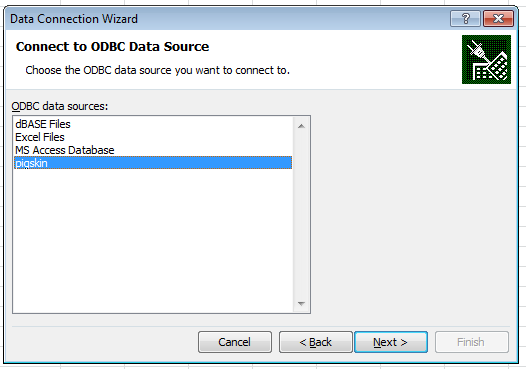 Data Connection Wizard
?
Connect to ODBC Data Source
Choose the ODBC data source you want to connect to.
ODBC data sources:
dBASE Files
Excel Files
MS Access Database
pigskin
Cancel
< Back
Next >
Finish